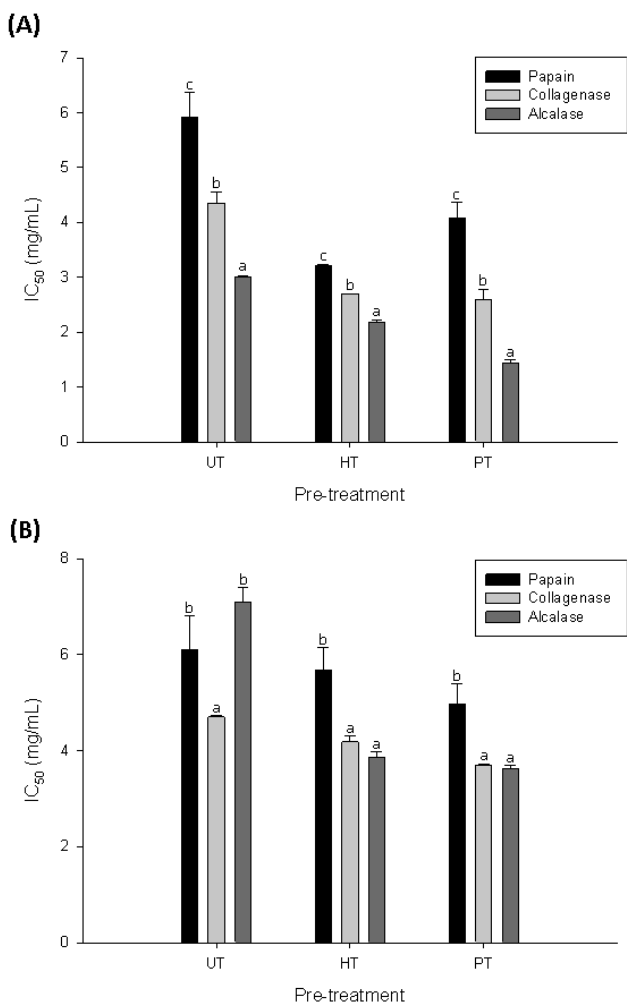 (A)
7
6
5
4
3
2
1
0
IC50 (mg/mL)
Papain
Collagenase
Alcalase
c
b
a
c
b
a
c
b
a
UT
HT
PT
Pre-treatment
(B)
8
6
4
2
0
IC50 (mg/mL)
Papain
Collagenase
Alcalase
b
a
b
b
a
a
b
a
a
UT
HT
PT
Pre-treatment